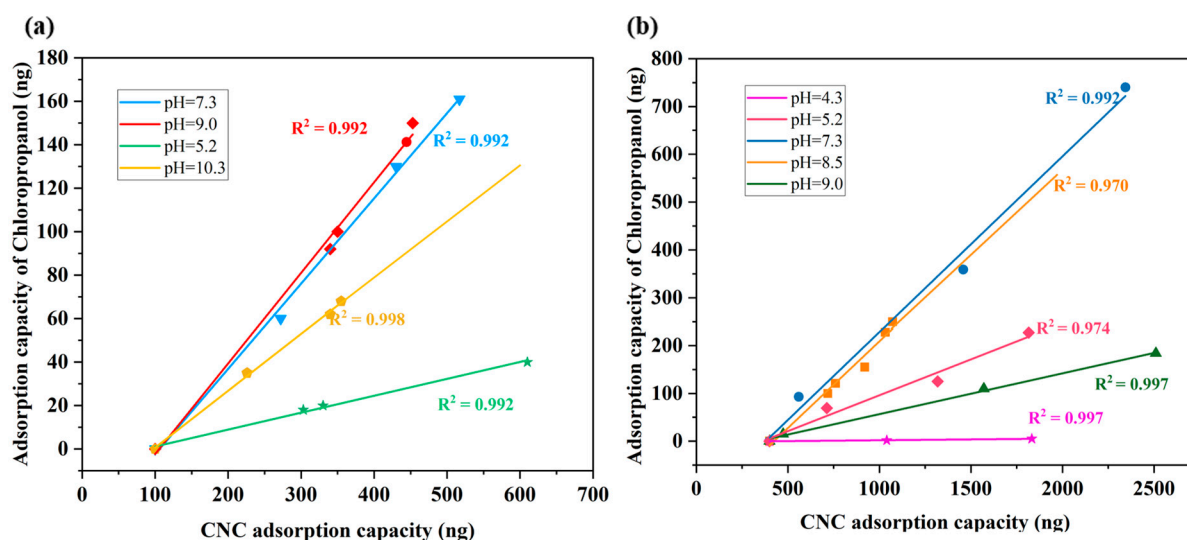 (a)
Adsorption capacity of Chloropropanol (ng)
180
160
140
120
100
80
60
40
20
0
pH=7.3
pH=9.0
pH=5.2
pH=10.3
R² = 0.992
R² = 0.992
R² = 0.998
R² = 0.992
0
100
200
300
400
500
600
700
CNC adsorption capacity (ng)
(b)
Adsorption capacity of Chloropropanol (ng)
800
700
600
500
400
300
200
100
0
pH=4.3
pH=5.2
pH=7.3
pH=8.5
pH=9.0
R² = 0.992
R² = 0.970
R² = 0.974
R² = 0.997
R² = 0.997
0
500
1000
1500
2000
2500
CNC adsorption capacity (ng)